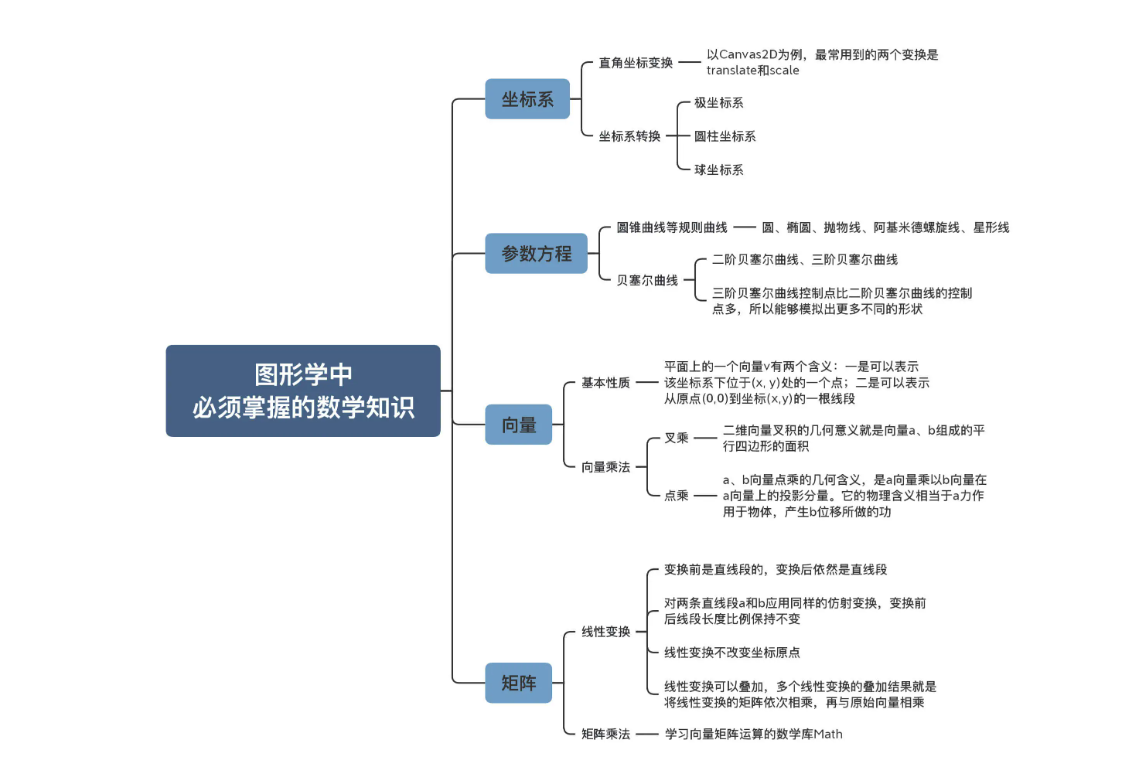 图形学中
必须掌握的数学知识
坐标系
直角坐标变换
以Canvas2D为例，最常用到的两个变换是
translate和scale
坐标系转换
极坐标系
圆柱坐标系
球坐标系
参数方程
圆锥曲线等规则曲线
圆、椭圆、抛物线、阿基米德螺旋线、星形线
贝塞尔曲线
二阶贝塞尔曲线、三阶贝塞尔曲线
三阶贝塞尔曲线控制点比二阶贝塞尔曲线的控制
点多，所以能够模拟出更多不同的形状
向量
基本性质
平面上的一个向量v有两个含义：一是可以表示
该坐标系下位于(x, y)处的一个点；二是可以表示
从原点(0,0)到坐标(x,y)的一根线段
向量乘法
叉乘
二维向量叉积的几何意义就是向量a、b组成的平
行四边形的面积
点乘
a、b向量点乘的几何含义，是a向量乘以b向量在
a向量上的投影分量。它的物理含义相当于a力作
用于物体，产生b位移所做的功
矩阵
线性变换
变换前是直线段的，变换后依然是直线段
对两条直线段a和b应用同样的仿射变换，变换前
后线段长度比例保持不变
线性变换不改变坐标原点
线性变换可以叠加，多个线性变换的叠加结果就是
将线性变换的矩阵依次相乘，再与原始向量相乘
矩阵乘法
学习向量矩阵运算的数学库Math